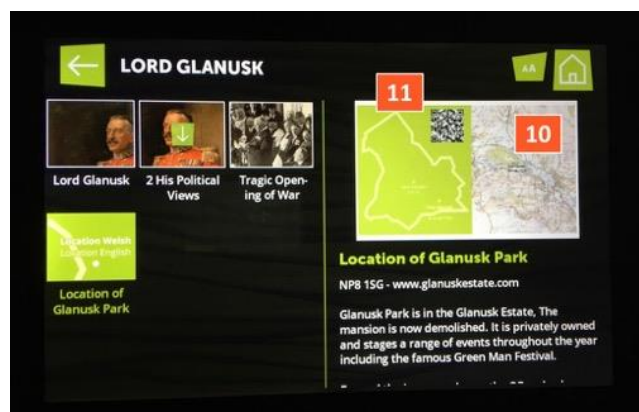 LORD GLANUSK
AA
11
10
Lord Glanusk
2 His Political
Views
Tragic Open-
ing of War
Location Welsh
Location English
Location of
Glanusk Park
Location of Glanusk Park
NP8 1SG - www.glanuskestate.com
Glanusk Park is in the Glanusk Estate, The
mansion is now demolished. It is privately owned
and stages a range of events throughout the year
including the famous Green Man Festival.